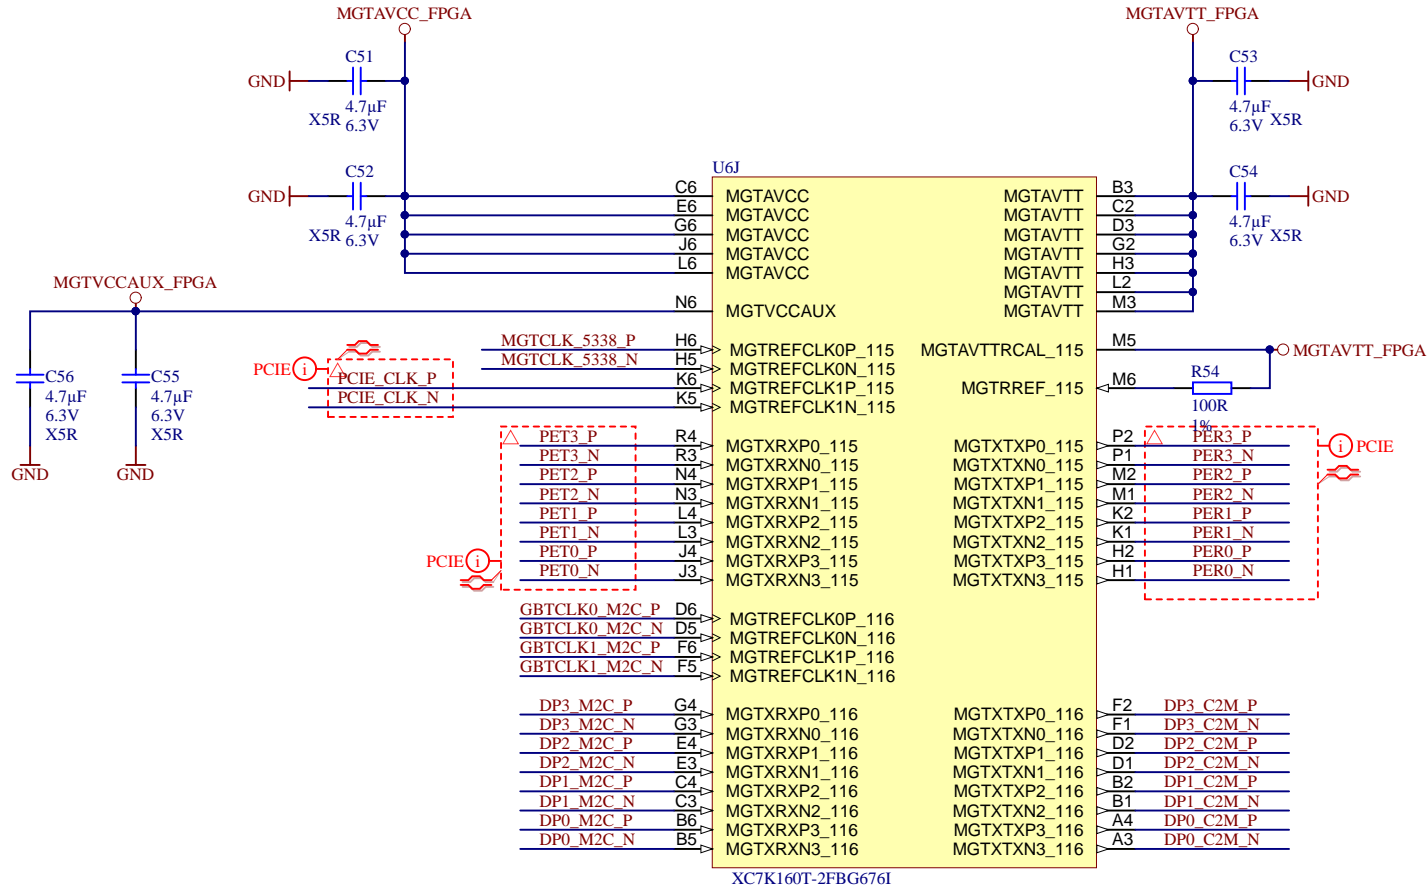 MGTAVCC_FPGA
MGTAVTT_FPGA
C51
GND
4.7µF
X5R
6.3V
C53
GND
4.7µF
6.3V
X5R
C52
GND
4.7µF
X5R
6.3V
C54
GND
4.7µF
6.3V
X5R
U6J
C6 MGTAVCC MGTAVTT B3
E6 MGTAVCC MGTAVTT C2
G6 MGTAVCC MGTAVTT D3
J6 MGTAVCC MGTAVTT G2
L6 MGTAVCC MGTAVTT H3
MGTAVTT L2
MGTVCCAUX_FPGA
N6 MGTVCCAUX MGTAVTT M3
MGTCLK_5338_P H6 MGTREFCLK0P_115 MGTAVTTRCAL_115 M5 MGTAVTT_FPGA
MGTCLK_5338_N H5 MGTREFCLK0N_115
PCIE i
PCIE_CLK_P K6 MGTREFCLK1P_115 MGTRREF_115 M6
PCIE_CLK_N K5 MGTREFCLK1N_115
R54
100R
1%
C56
4.7µF
6.3V
X5R
GND
C55
4.7µF
6.3V
X5R
GND
PET3_P R4 MGTXRXP0_115 MGTXTXP0_115 P2 PER3_P
PET3_N R3 MGTXRXN0_115 MGTXTXN0_115 P1 PER3_N
PET2_P N4 MGTXRXP1_115 MGTXTXP1_115 M2 PER2_P
PET2_N N3 MGTXRXN1_115 MGTXTXN1_115 M1 PER2_N
PET1_P L4 MGTXRXP2_115 MGTXTXP2_115 K2 PER1_P
PET1_N L3 MGTXRXN2_115 MGTXTXN2_115 K1 PER1_N
PET0_P J4 MGTXRXP3_115 MGTXTXP3_115 H2 PER0_P
PET0_N J3 MGTXRXN3_115 MGTXTXN3_115 H1 PER0_N
i PCIE
PCIE i
GBTCLK0_M2C_P D6 MGTREFCLK0P_116
GBTCLK0_M2C_N D5 MGTREFCLK0N_116
GBTCLK1_M2C_P F6 MGTREFCLK1P_116
GBTCLK1_M2C_N F5 MGTREFCLK1N_116
DP3_M2C_P G4 MGTXRXP0_116 MGTXTXP0_116 F2 DP3_C2M_P
DP3_M2C_N G3 MGTXRXN0_116 MGTXTXN0_116 F1 DP3_C2M_N
DP2_M2C_P E4 MGTXRXP1_116 MGTXTXP1_116 D2 DP2_C2M_P
DP2_M2C_N E3 MGTXRXN1_116 MGTXTXN1_116 D1 DP2_C2M_N
DP1_M2C_P C4 MGTXRXP2_116 MGTXTXP2_116 B2 DP1_C2M_P
DP1_M2C_N C3 MGTXRXN2_116 MGTXTXN2_116 B1 DP1_C2M_N
DP0_M2C_P B6 MGTXRXP3_116 MGTXTXP3_116 A4 DP0_C2M_P
DP0_M2C_N B5 MGTXRXN3_116 MGTXTXN3_116 A3 DP0_C2M_N
XC7K160T-2FBG676I